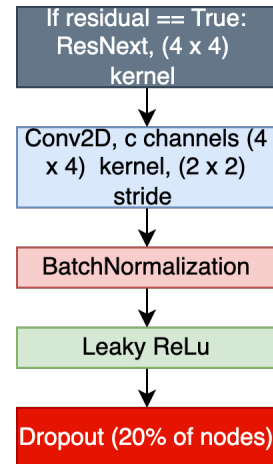 If residual == True:
ResNext, (4 x 4)
kernel
Conv2D, c channels (4
x 4) kernel, (2 x 2)
stride
BatchNormalization
Leaky ReLu
Dropout (20% of nodes)